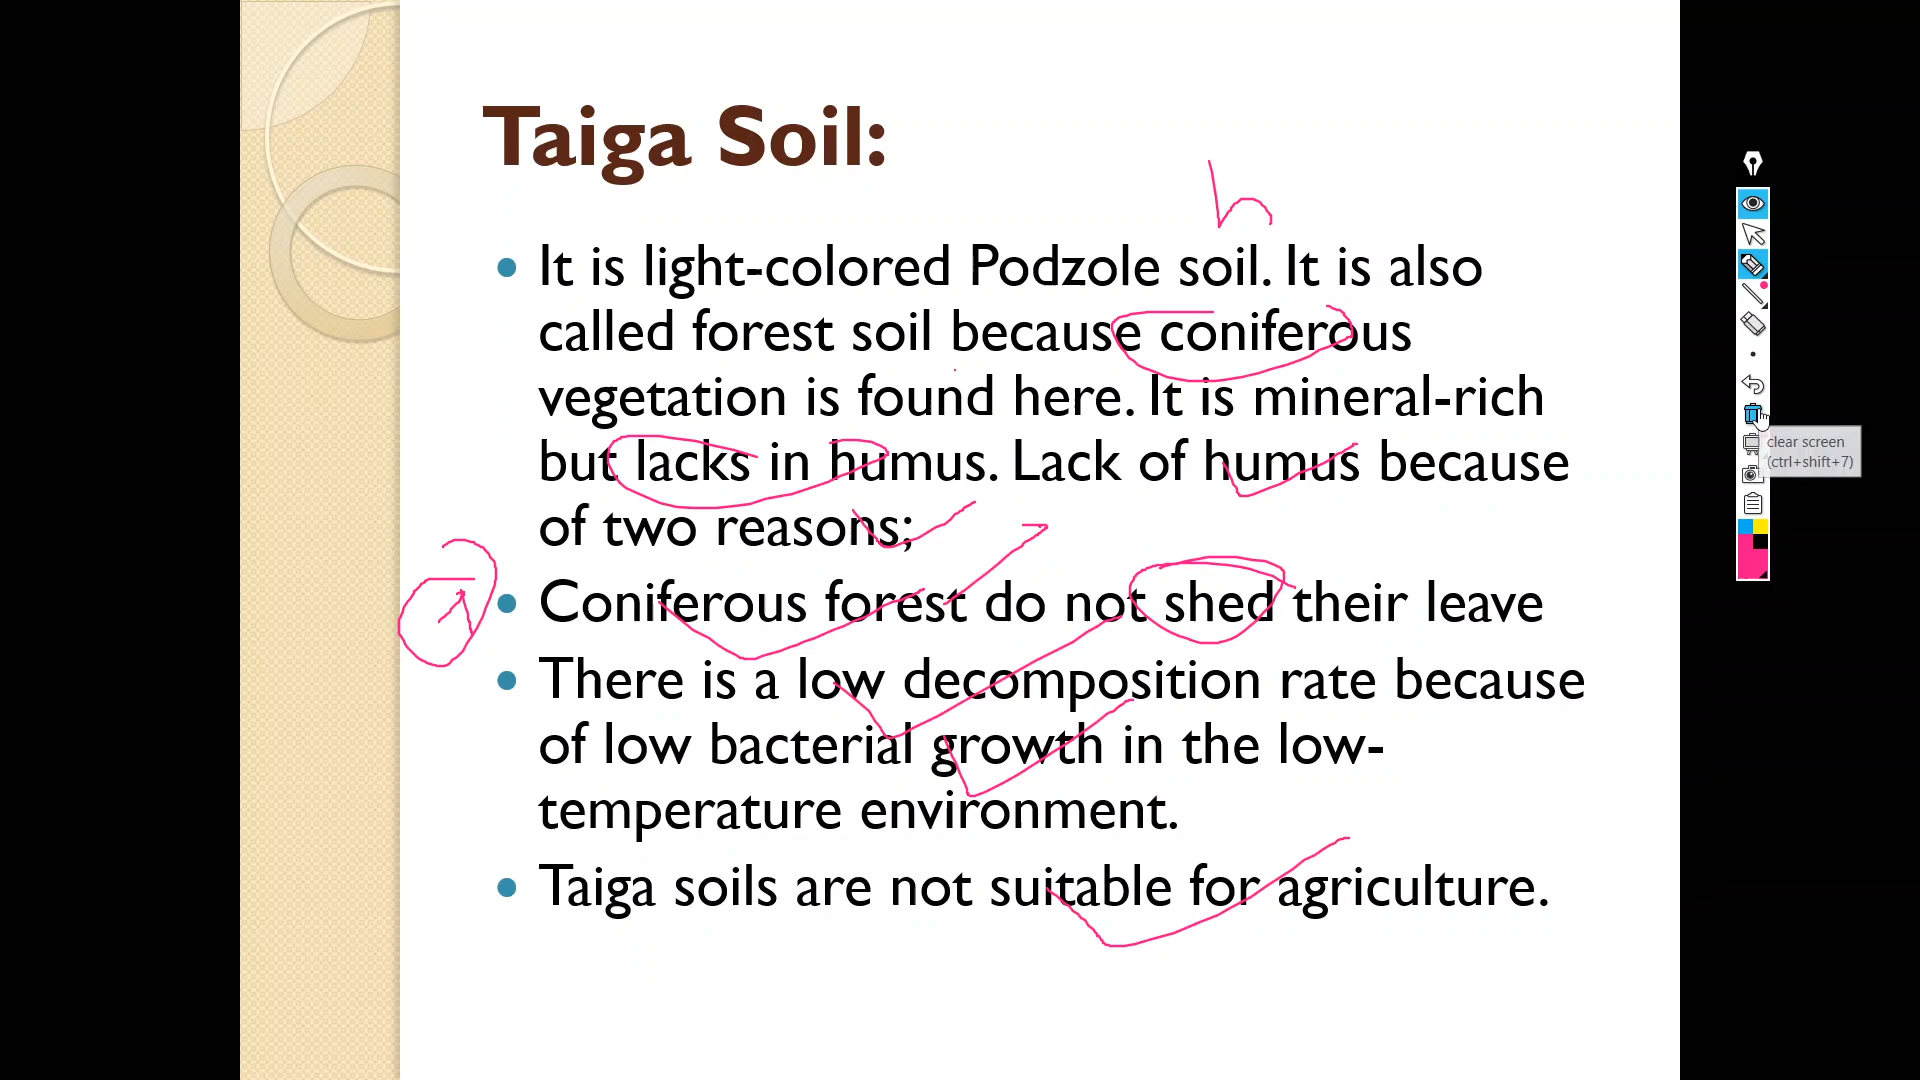 Taiga Soil:
h
It is light-colored Podzole soil. It is also
called forest soil because coniferous
vegetation is found here. It is mineral-rich
but lacks in humus. Lack of humus because
of two reasons;
Coniferous forest do not shed their leave
There is a low decomposition rate because
of low bacterial growth in the low-
temperature environment.
Taiga soils are not suitable for agriculture.
clear screen
(ctrl+shift+7)